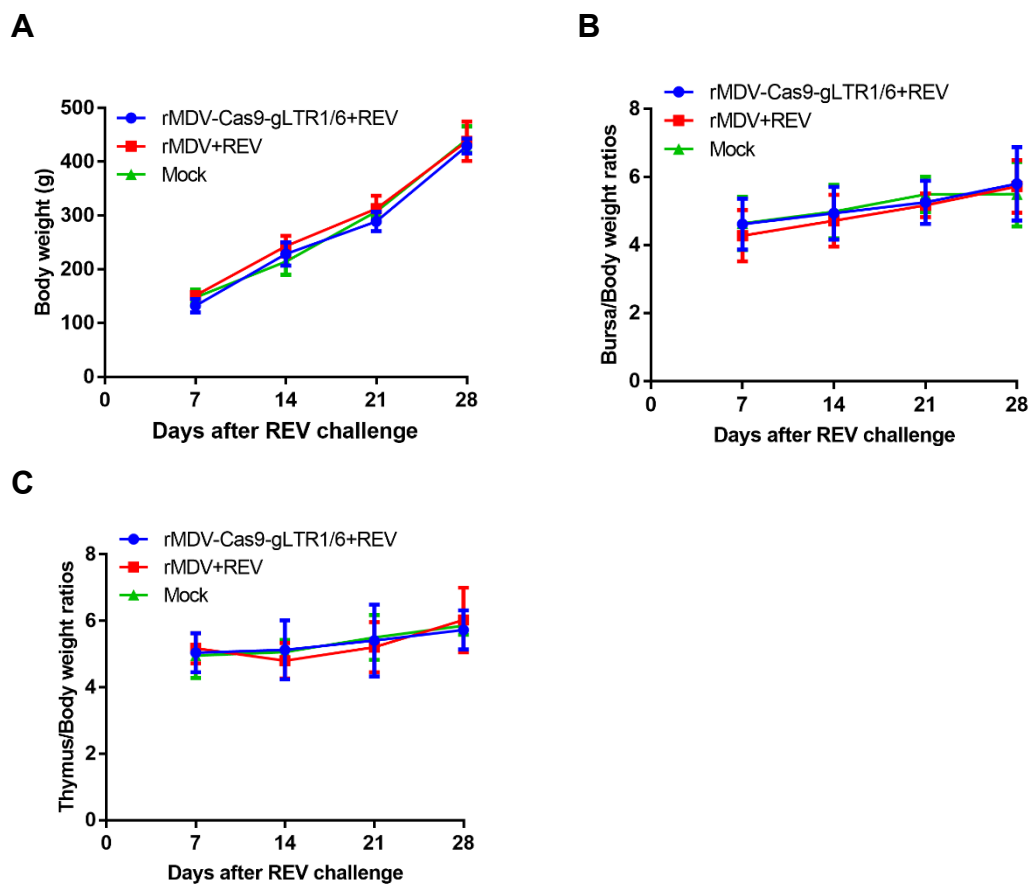 A
Body weight (g)
500
400
300
200
100
0
rMDV-Cas9-gLTR1/6+REV
rMDV+REV
Mock
0 7 14 21 28
Days after REV challenge
B
Bursa/Body weight ratios
8
6
4
2
0
rMDV-Cas9-gLTR1/6+REV
rMDV+REV
Mock
0 7 14 21 28
Days after REV challenge
C
Thymus/Body weight ratios
8
6
4
2
0
rMDV-Cas9-gLTR1/6+REV
rMDV+REV
Mock
0 7 14 21 28
Days after REV challenge